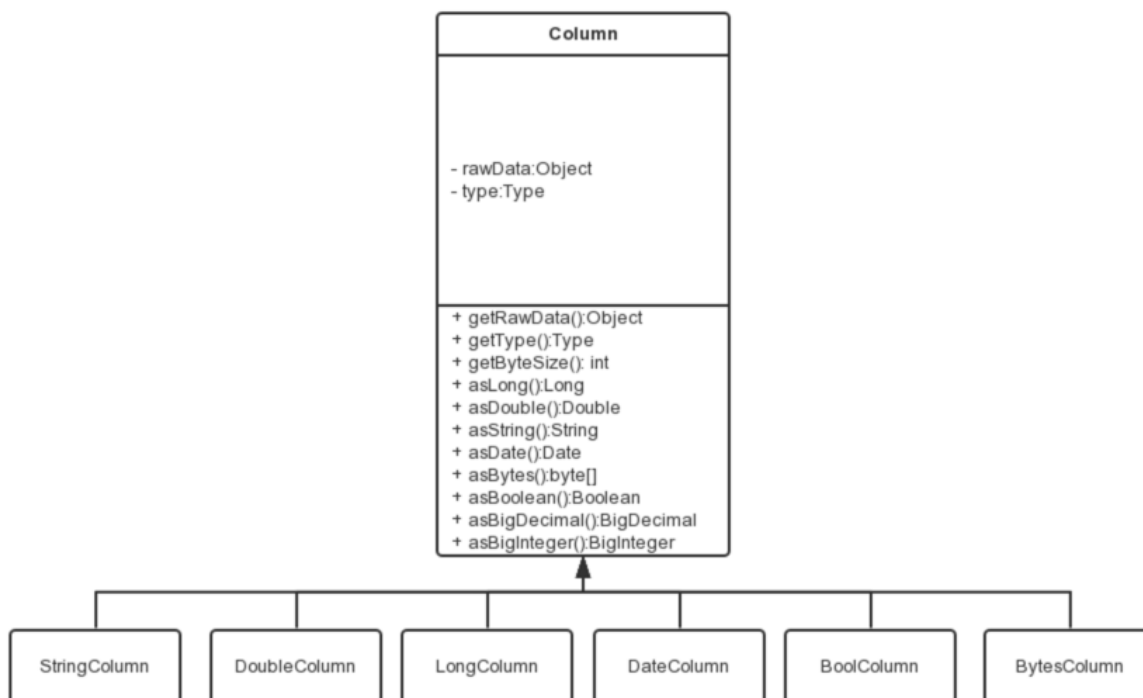 Column
- rawData:Object
- type:Type
+ getRawData():Object
+ getType():Type
+ getByteSize(): int
+ asLong():Long
+ asDouble():Double
+ asString():String
+ asDate():Date
+ asBytes():byte[]
+ asBoolean():Boolean
+ asBigDecimal():BigDecimal
+ asBigInteger():BigInteger
StringColumn
DoubleColumn
LongColumn
DateColumn
BoolColumn
BytesColumn